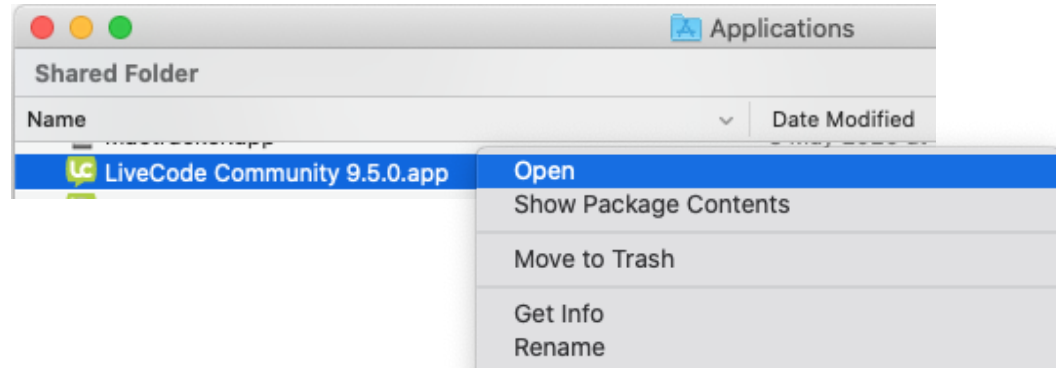 Applications
Shared Folder
Name Date Modified
LiveCode Community 9.5.0.app
Open
Show Package Contents
Move to Trash
Get Info
Rename